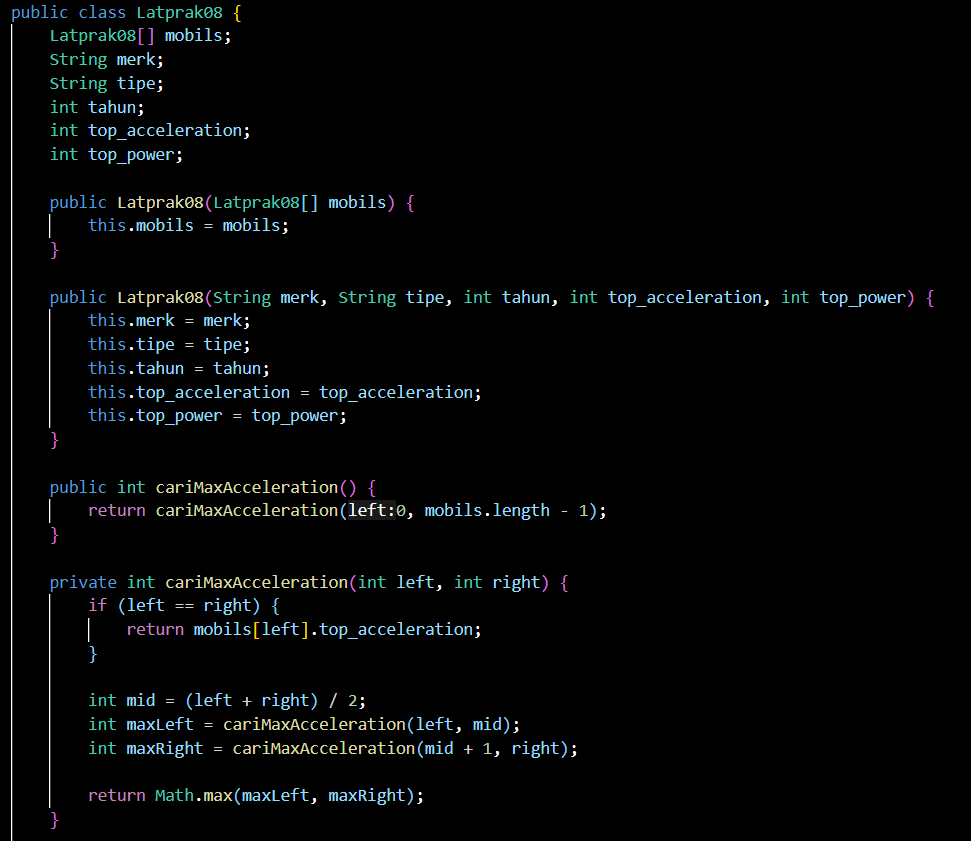 public class Latprak08 {
    Latprak08[] mobils;
    String merk;
    String tipe;
    int tahun;
    int top_acceleration;
    int top_power;

    public Latprak08(Latprak08[] mobils) {
        this.mobils = mobils;
    }

    public Latprak08(String merk, String tipe, int tahun, int top_acceleration, int top_power) {
        this.merk = merk;
        this.tipe = tipe;
        this.tahun = tahun;
        this.top_acceleration = top_acceleration;
        this.top_power = top_power;
    }

    public int cariMaxAcceleration() {
        return cariMaxAcceleration(left:0, mobils.length - 1);
    }

    private int cariMaxAcceleration(int left, int right) {
        if (left == right) {
            return mobils[left].top_acceleration;
        }

        int mid = (left + right) / 2;
        int maxLeft = cariMaxAcceleration(left, mid);
        int maxRight = cariMaxAcceleration(mid + 1, right);

        return Math.max(maxLeft, maxRight);
    }